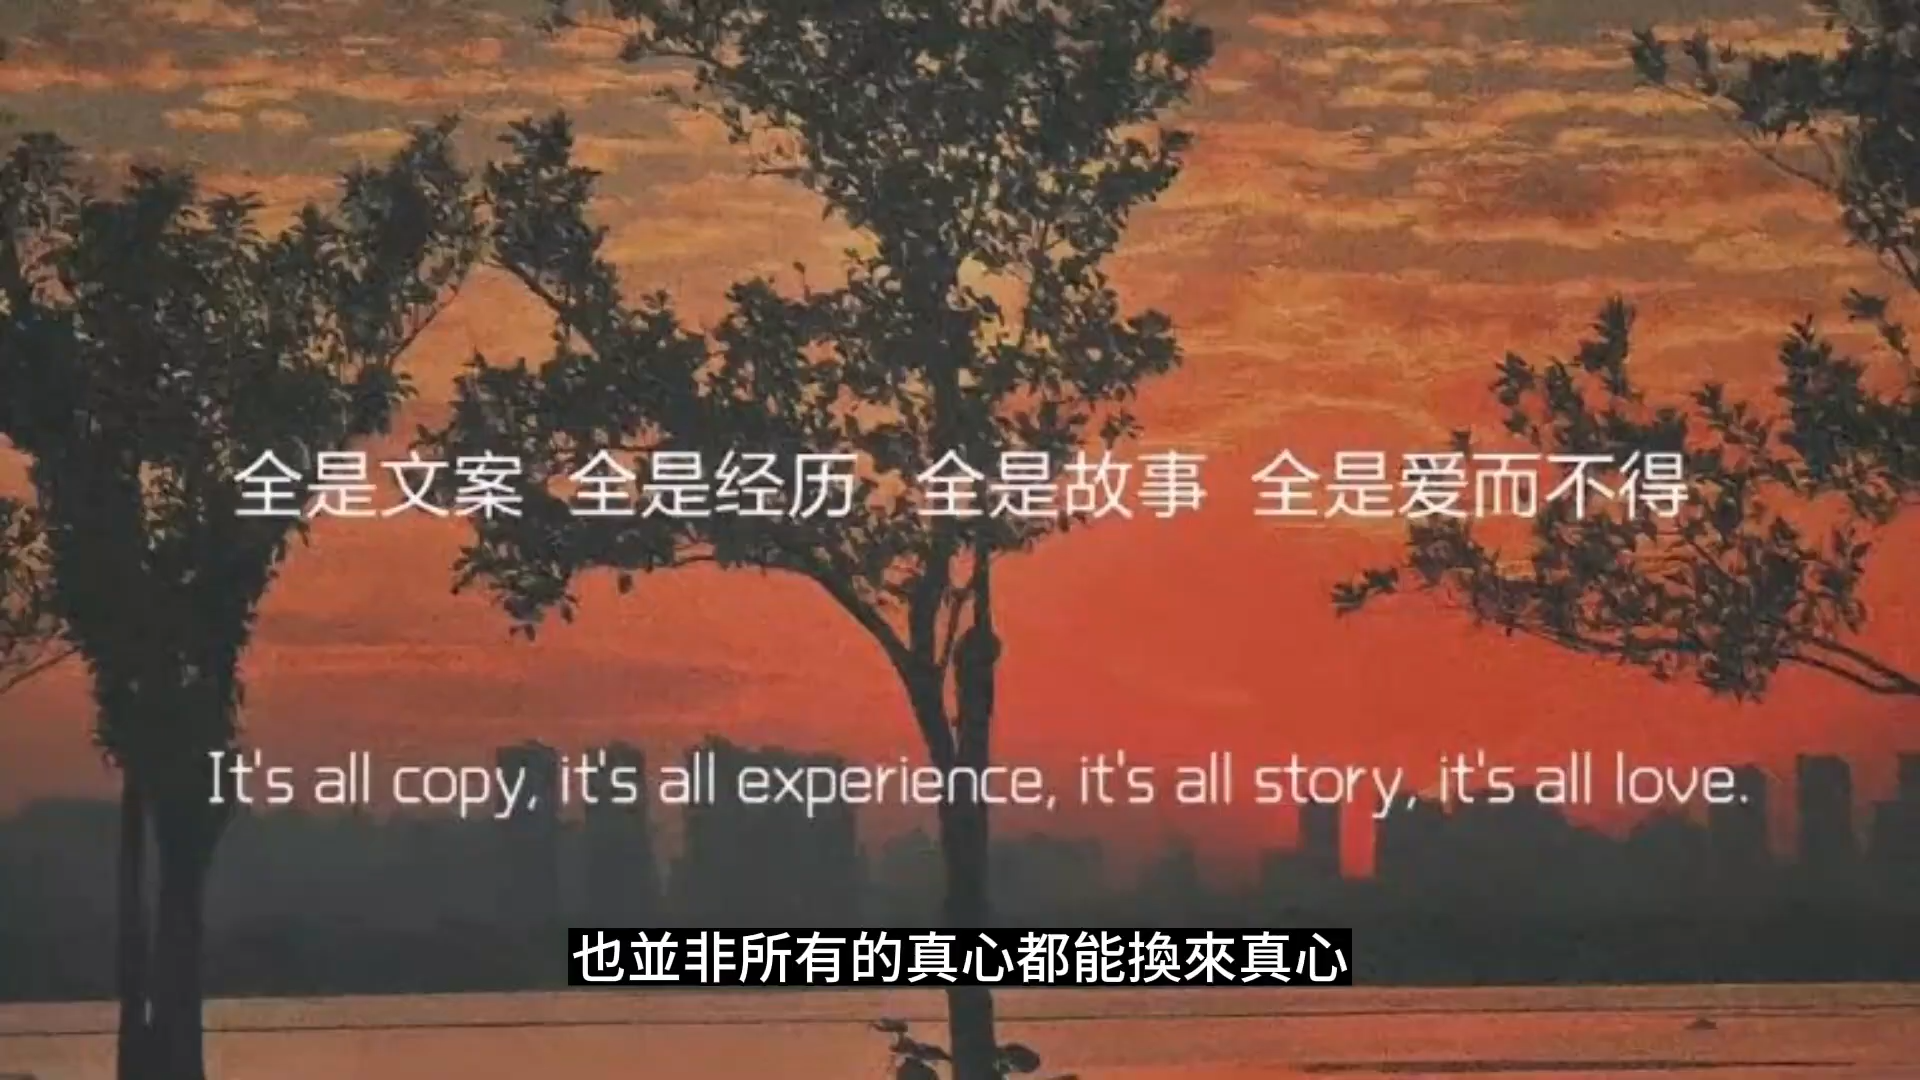 全是文案 全是经历 全是故事 全是爱而不得
It's all copy, it's all experience, it's all story, it's all love.
也並非所有的真心都能換來真心